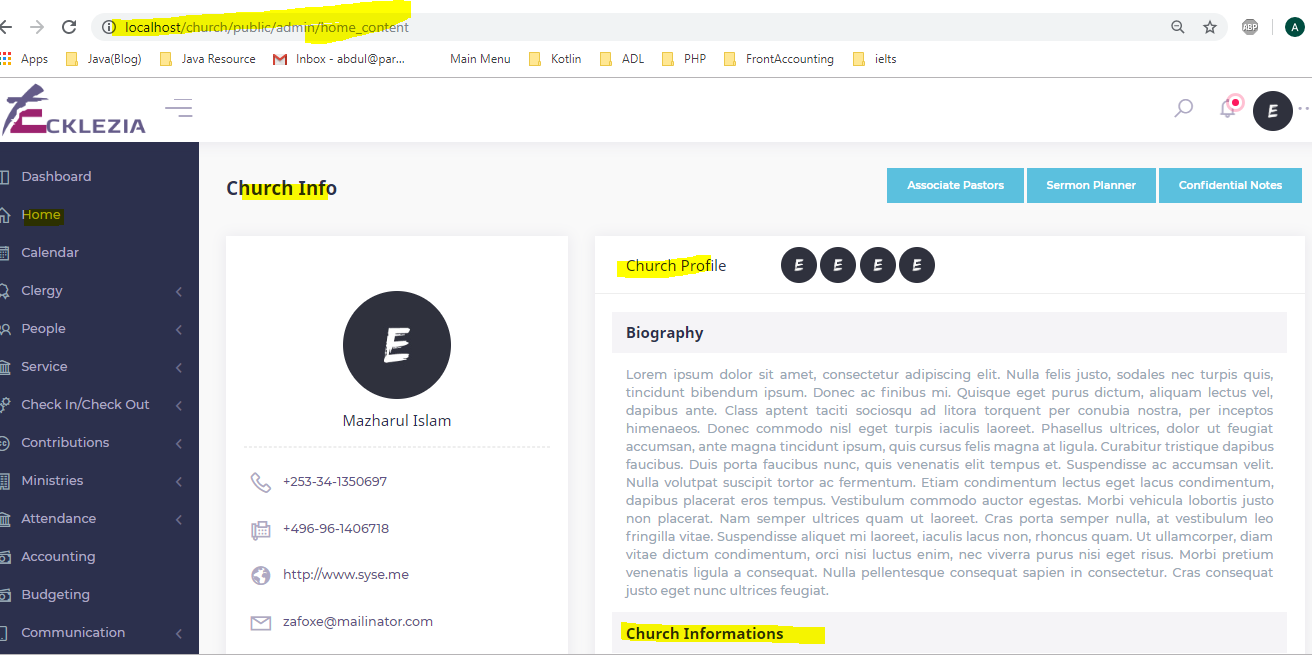 localhost/church/public/admin/home_content
ABP
A
Apps Java(Blog) Java Resource Inbox - abdul@par... Main Menu Kotlin ADL PHP FrontAccounting ielts
ECKLEZIA
E
Dashboard
Home
Calendar
Clergy
People
Service
Check In/Check Out
Contributions
Ministries
Attendance
Accounting
Budgeting
Communication
Church Info
Associate Pastors
Sermon Planner
Confidential Notes
E
Mazharul Islam
+253-34-1350697
+496-96-1406718
http://www.syse.me
zafoxe@mailinator.com
Church Profile
E E E E
Biography
Lorem ipsum dolor sit amet, consectetur adipiscing elit. Nulla felis justo, sodales nec turpis quis,
tincidunt bibendum ipsum. Donec ac finibus mi. Quisque eget purus dictum, aliquam lectus vel,
dapibus ante. Class aptent taciti sociosqu ad litora torquent per conubia nostra, per inceptos
himenaeos. Donec commodo nisl eget turpis iaculis laoreet. Phasellus ultrices, dolor ut feugiat
accumsan, ante magna tincidunt ipsum, quis cursus felis magna at ligula. Curabitur tristique dapibus
faucibus. Duis porta faucibus nunc, quis venenatis elit tempus et. Suspendisse ac accumsan velit.
Nulla volutpat suscipit tortor ac fermentum. Etiam condimentum lectus eget lacus condimentum,
dapibus placerat eros tempus. Vestibulum commodo auctor egestas. Morbi vehicula lobortis justo
non placerat. Nam semper ultrices quam ut laoreet. Cras porta semper nulla, at vestibulum leo
fringilla vitae. Suspendisse aliquet mi laoreet, iaculis lacus non, rhoncus quam. Ut ullamcorper, diam
vitae dictum condimentum, orci nisi luctus enim, nec viverra purus nisi eget risus. Morbi pretium
venenatis ligula a consequat. Nulla pellentesque consequat sapien in consectetur. Cras consequat
justo eget nunc ultrices feugiat.
Church Informations